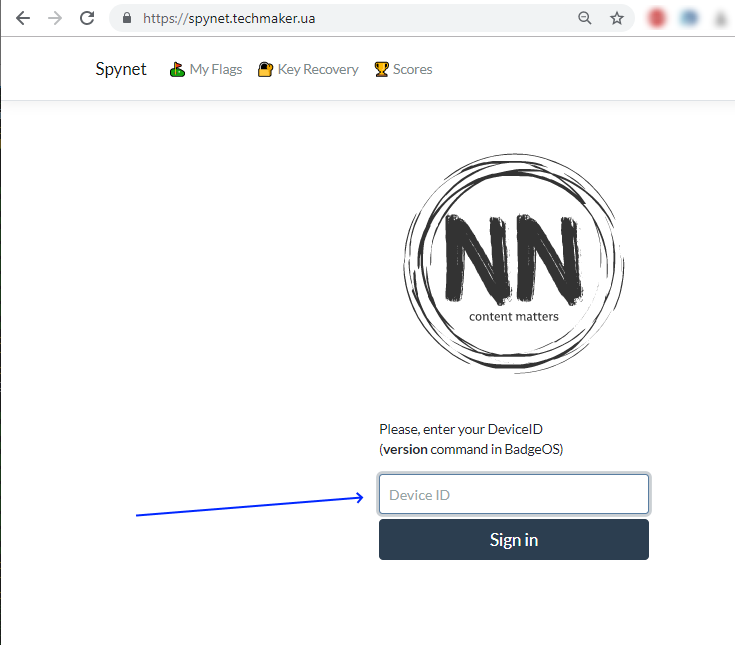 https://spynet.techmaker.ua
Spynet My Flags Key Recovery Scores
NN
content matters
Please, enter your DeviceID
(version command in BadgeOS)
Device ID
Sign in